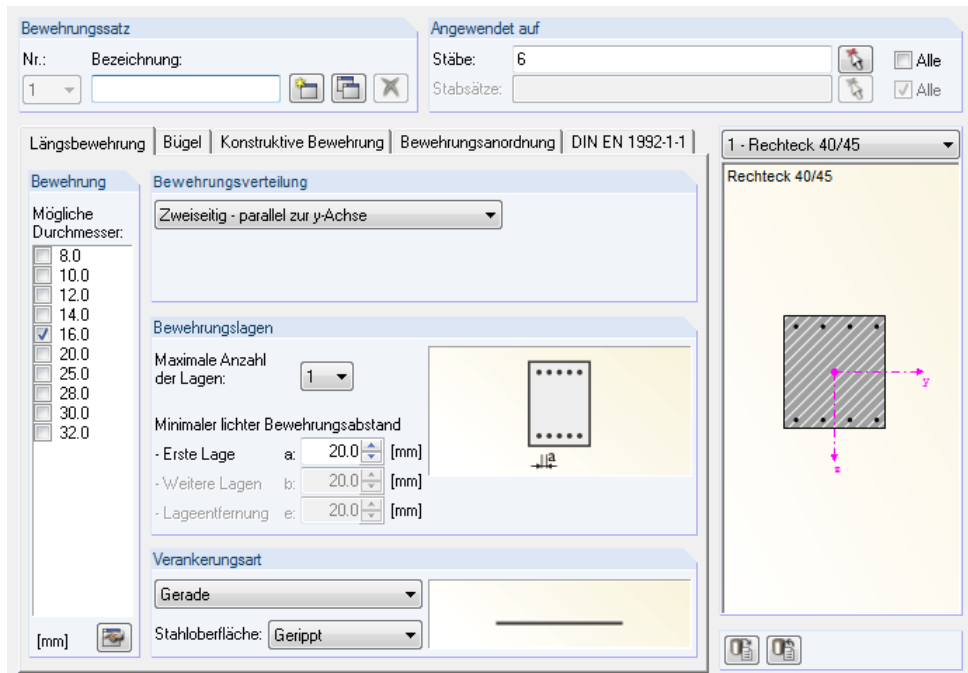 Bewehrungssatz
Nr.: Bezeichnung:
1
Angewendet auf
Stäbe: 6 Alle
Stabsätze: Alle
Längsbewehrung Bügel Konstruktive Bewehrung Bewehrungsanordnung DIN EN 1992-1-1
Bewehrung
Mögliche
Durchmesser:
8.0
10.0
12.0
14.0
16.0
20.0
25.0
28.0
30.0
32.0
[mm]
Bewehrungsverteilung
Zweiseitig - parallel zur y-Achse
Bewehrungslagen
Maximale Anzahl
der Lagen: 1
Minimaler lichter Bewehrungsabstand
- Erste Lage a: 20.0 [mm]
- Weitere Lagen b: 20.0 [mm]
- Lageentfernung e: 20.0 [mm]
a
Verankerungsart
Gerade
Stahloberfläche: Gerippt
1 - Rechteck 40/45
Rechteck 40/45
y
z